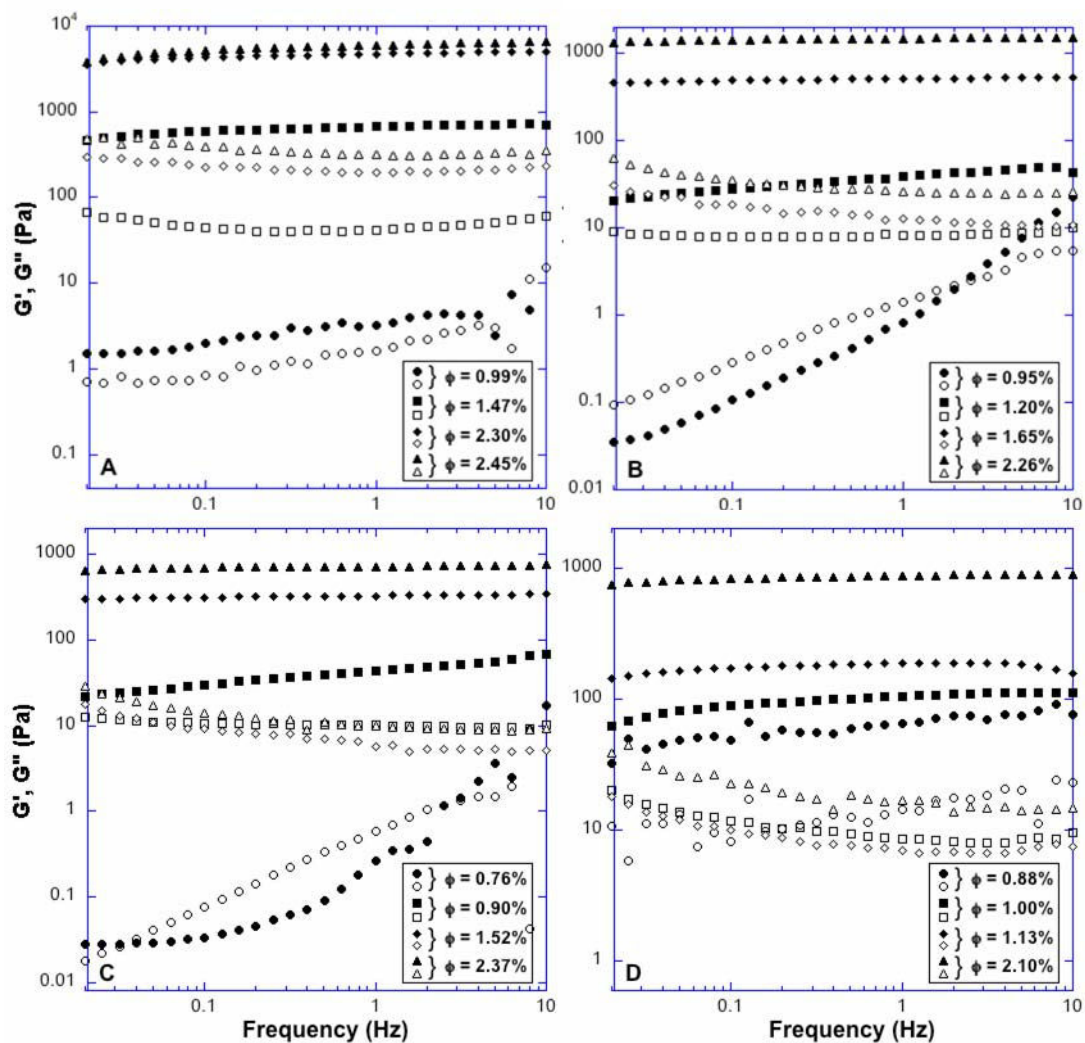 10⁴
1000
100
10
1
0.1
G', G'' (Pa)
A
} ϕ = 0.99%
} ϕ = 1.47%
} ϕ = 2.30%
} ϕ = 2.45%
0.1 1 10
1000
100
10
1
0.1
0.01
B
} ϕ = 0.95%
} ϕ = 1.20%
} ϕ = 1.65%
} ϕ = 2.26%
0.1 1 10
1000
100
10
1
0.1
0.01
G', G'' (Pa)
C
} ϕ = 0.76%
} ϕ = 0.90%
} ϕ = 1.52%
} ϕ = 2.37%
0.1 1 10
Frequency (Hz)
1000
100
10
1
D
} ϕ = 0.88%
} ϕ = 1.00%
} ϕ = 1.13%
} ϕ = 2.10%
0.1 1 10
Frequency (Hz)